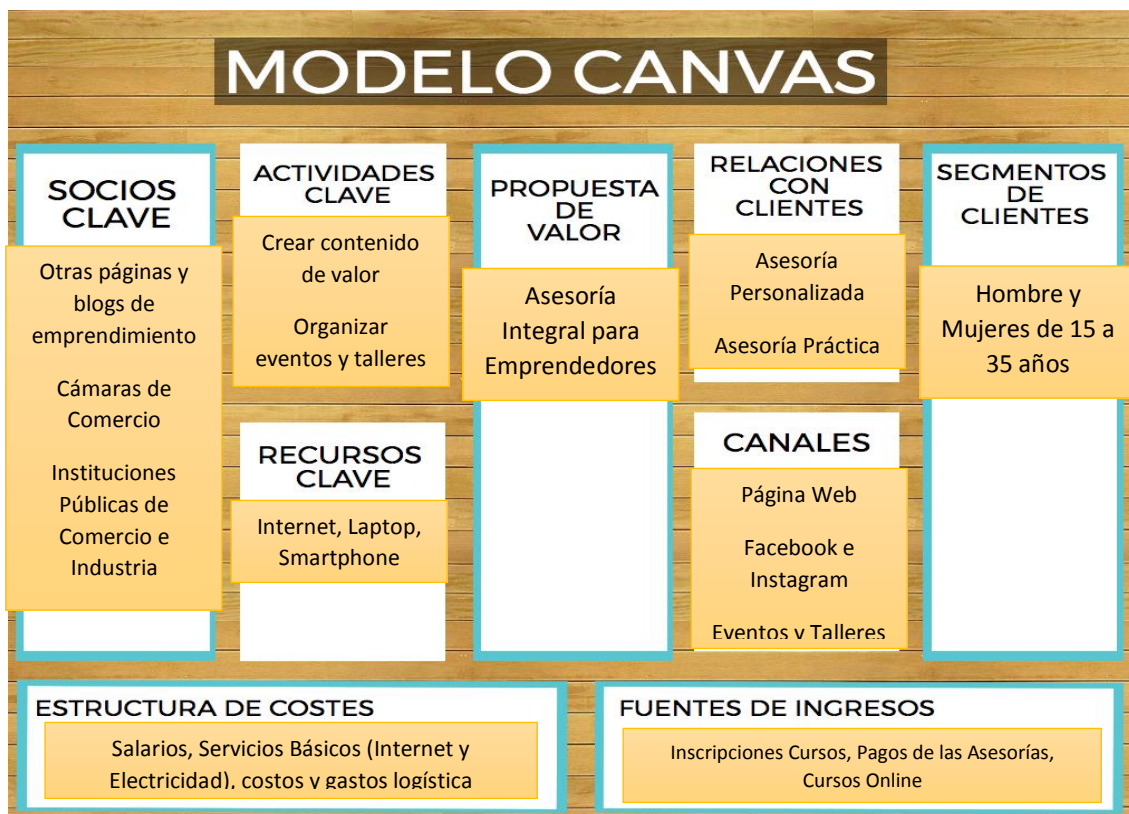 MODELO CANVAS
SOCIOS
CLAVE
Otras páginas y
blogs de
emprendimiento
Cámaras de
Comercio
Instituciones
Públicas de
Comercio e
Industria
ACTIVIDADES
CLAVE
Crear contenido
de valor
Organizar
eventos y talleres
RECURSOS
CLAVE
Internet, Laptop,
Smartphone
PROPUESTA
DE
VALOR
Asesoría
Integral para
Emprendedores
RELACIONES
CON
CLIENTES
Asesoría
Personalizada
Asesoría Práctica
CANALES
Página Web
Facebook e
Instagram
Eventos y Talleres
SEGMENTOS
DE
CLIENTES
Hombre y
Mujeres de 15 a
35 años
ESTRUCTURA DE COSTES
Salarios, Servicios Básicos (Internet y
Electricidad), costos y gastos logística
FUENTES DE INGRESOS
Inscripciones Cursos, Pagos de las Asesorías,
Cursos Online